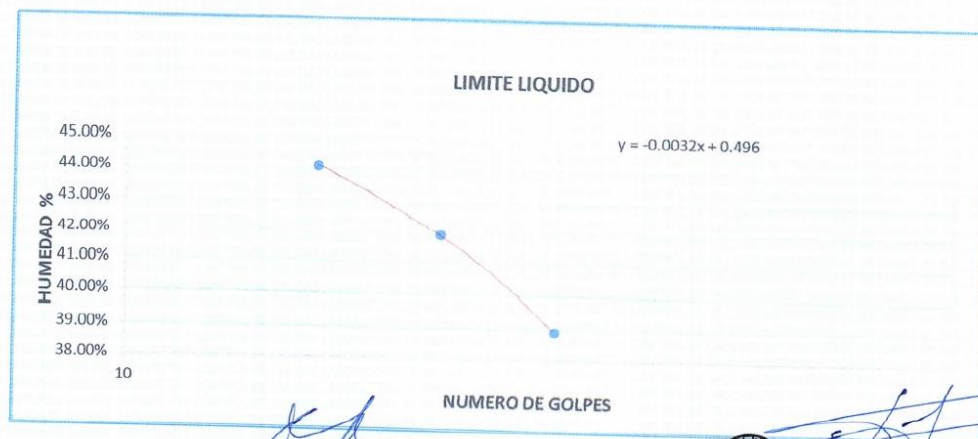 LIMITE LIQUIDO
y = -0.0032x + 0.496
HUMEDAD %
45.00%
44.00%
43.00%
42.00%
41.00%
40.00%
39.00%
38.00%
10
NUMERO DE GOLPES